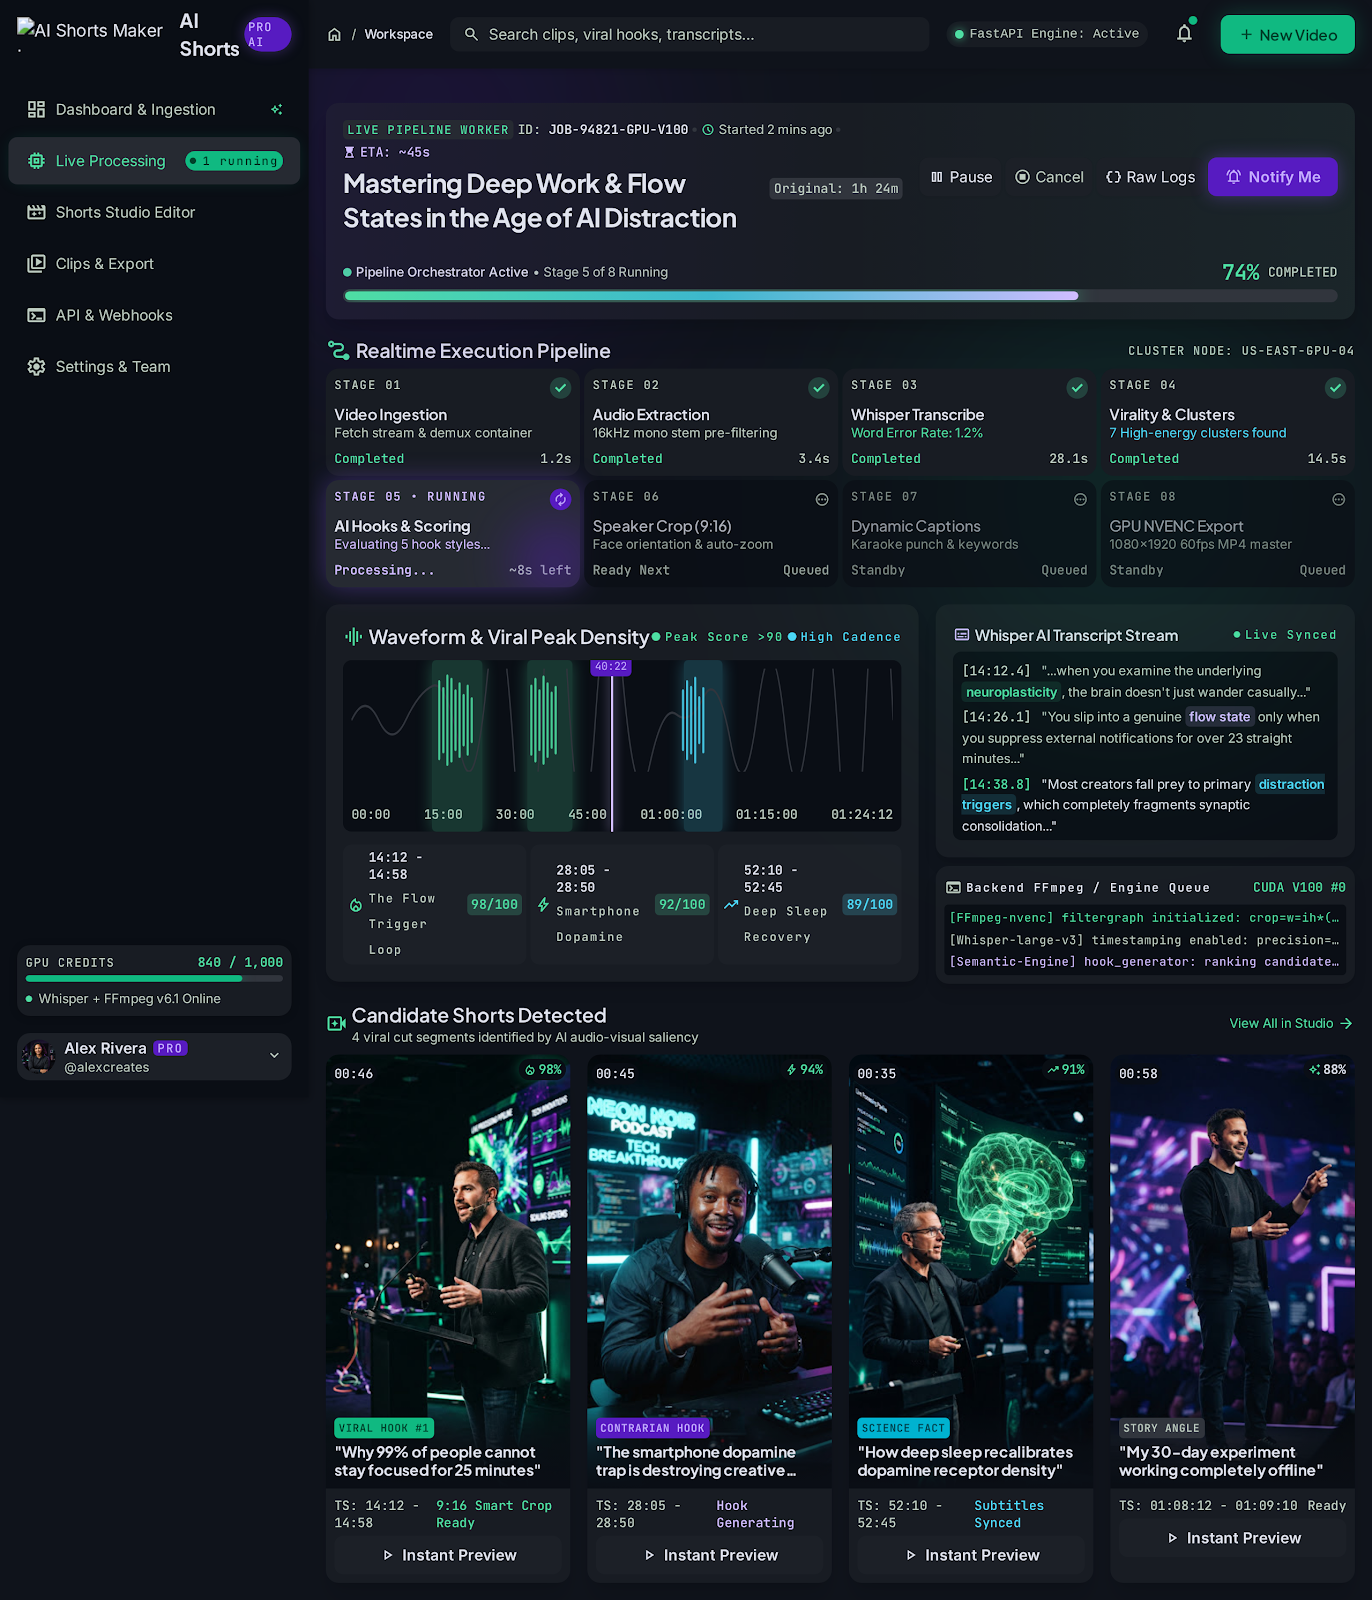 AI Shorts Maker
AI Shorts
PRO AI
/ Workspace
Search clips, viral hooks, transcripts...
FastAPI Engine: Active
New Video
Dashboard & Ingestion
Live Processing
1 running
Shorts Studio Editor
Clips & Export
API & Webhooks
Settings & Team
GPU CREDITS
840 / 1,000
Whisper + FFmpeg v6.1 Online
Alex Rivera PRO
@alexcreates
LIVE PIPELINE WORKER ID: JOB-94821-GPU-V100 • Started 2 mins ago •
ETA: ~45s
Mastering Deep Work & Flow
States in the Age of AI Distraction
Original: 1h 24m
Pause
Cancel
Raw Logs
Notify Me
Pipeline Orchestrator Active • Stage 5 of 8 Running
74% COMPLETED
Realtime Execution Pipeline
CLUSTER NODE: US-EAST-GPU-04
STAGE 01
Video Ingestion
Fetch stream & demux container
Completed 1.2s
STAGE 02
Audio Extraction
16kHz mono stem pre-filtering
Completed 3.4s
STAGE 03
Whisper Transcribe
Word Error Rate: 1.2%
Completed 28.1s
STAGE 04
Virality & Clusters
7 High-energy clusters found
Completed 14.5s
STAGE 05 • RUNNING
AI Hooks & Scoring
Evaluating 5 hook styles...
Processing... ~8s left
STAGE 06
Speaker Crop (9:16)
Face orientation & auto-zoom
Ready Next Queued
STAGE 07
Dynamic Captions
Karaoke punch & keywords
Standby Queued
STAGE 08
GPU NVENC Export
1080×1920 60fps MP4 master
Standby Queued
Waveform & Viral Peak Density
Peak Score >90
High Cadence
40:22
00:00 15:00 30:00 45:00 01:00:00 01:15:00 01:24:12
14:12 -
14:58
The Flow
Trigger
Loop
98/100
28:05 -
28:50
Smartphone
Dopamine
92/100
52:10 -
52:45
Deep Sleep
Recovery
89/100
Whisper AI Transcript Stream
Live Synced
[14:12.4] "...when you examine the underlying
neuroplasticity , the brain doesn't just wander casually..."
[14:26.1] "You slip into a genuine flow state only when
you suppress external notifications for over 23 straight
minutes..."
[14:38.8] "Most creators fall prey to primary distraction
triggers , which completely fragments synaptic
consolidation..."
Backend FFmpeg / Engine Queue
CUDA V100 #0
[FFmpeg-nvenc] filtergraph initialized: crop=w=ih*(…
[Whisper-large-v3] timestamping enabled: precision=…
[Semantic-Engine] hook_generator: ranking candidate…
Candidate Shorts Detected
4 viral cut segments identified by AI audio-visual saliency
View All in Studio
00:46
98%
LIVE PROCESSING PIPELINE
TECH INNOVATIONS
SCALING SYSTEMS
VIRAL HOOK #1
"Why 99% of people cannot
stay focused for 25 minutes"
TS: 14:12 -
14:58
9:16 Smart Crop
Ready
Instant Preview
00:45
94%
NEON NOIR
PODCAST
TECH
BREAKTHROUG
CONTRARIAN HOOK
"The smartphone dopamine
trap is destroying creative…
TS: 28:05 -
28:50
Hook
Generating
Instant Preview
00:35
91%
Live Processing Pipeline
SCIENCE FACT
"How deep sleep recalibrates
dopamine receptor density"
TS: 52:10 -
52:45
Subtitles
Synced
Instant Preview
00:58
88%
STORY ANGLE
"My 30-day experiment
working completely offline"
TS: 01:08:12 - 01:09:10 Ready
Instant Preview